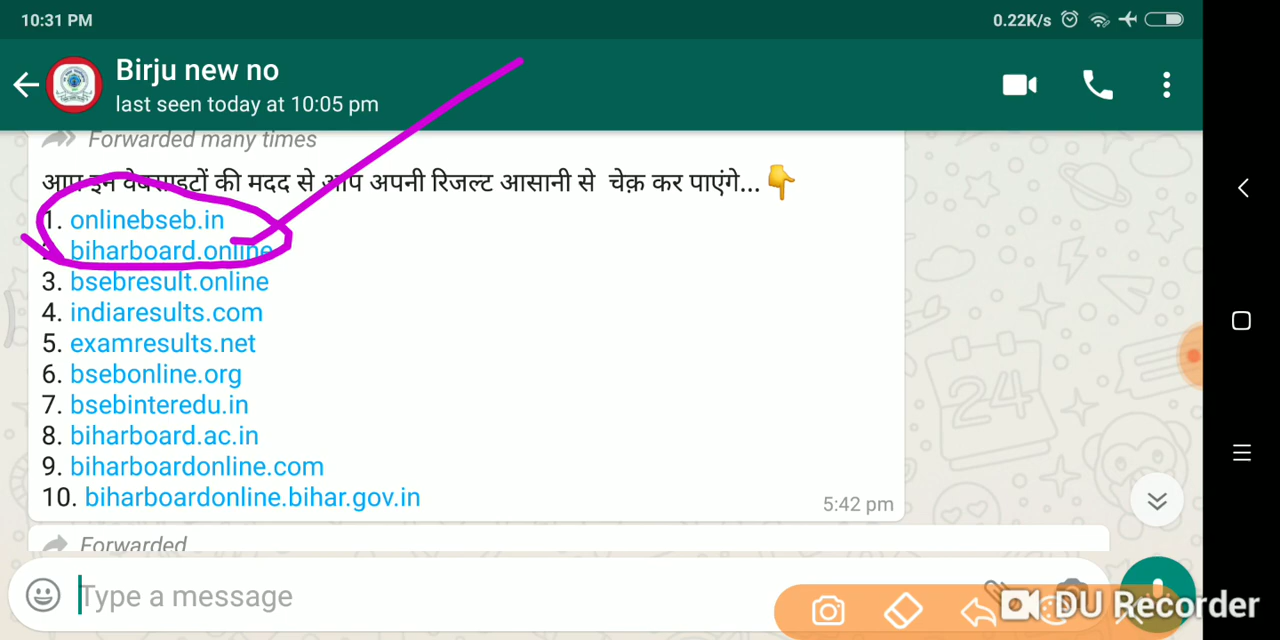 10:31 PM
0.22K/s
Birju new no
last seen today at 10:05 pm
Forwarded many times
आप इन वेबसाइटों की मदद से आप अपनी रिजल्ट आसानी से चेक़ कर पाएंगे...
1. onlinebseb.in
2. biharboard.online
3. bsebresult.online
4. indiaresults.com
5. examresults.net
6. bsebonline.org
7. bsebinteredu.in
8. biharboard.ac.in
9. biharboardonline.com
10. biharboardonline.bihar.gov.in
5:42 pm
Forwarded
Type a message
DU Recorder
24